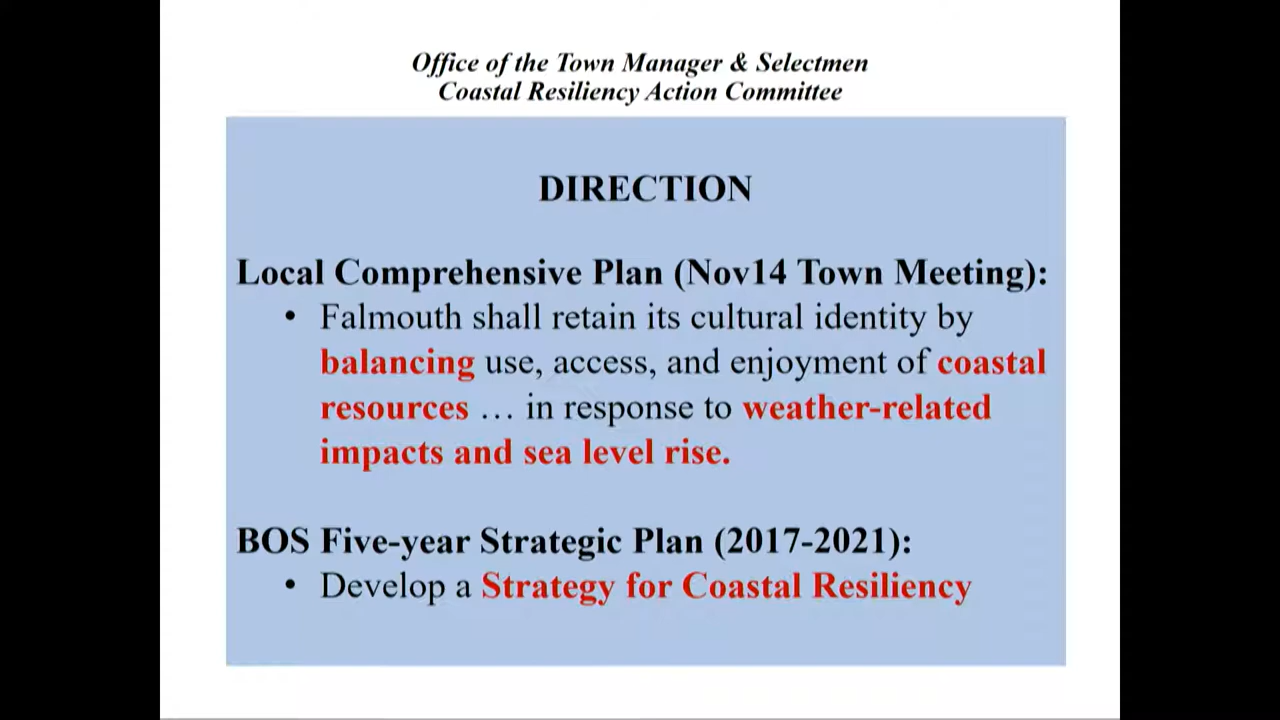 Office of the Town Manager & Selectmen
Coastal Resiliency Action Committee
DIRECTION
Local Comprehensive Plan (Nov14 Town Meeting):
• Falmouth shall retain its cultural identity by
balancing use, access, and enjoyment of coastal
resources … in response to weather-related
impacts and sea level rise.
BOS Five-year Strategic Plan (2017-2021):
• Develop a Strategy for Coastal Resiliency